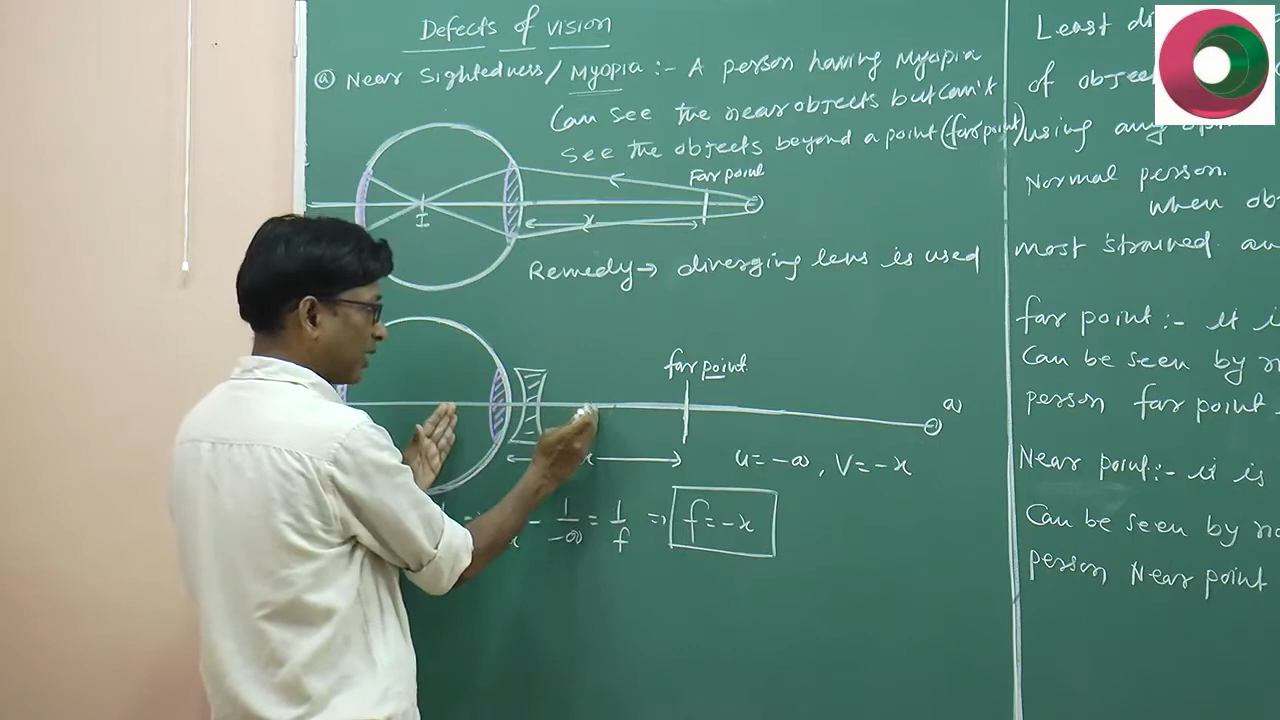 Defects of vision
(a) Near Sightedness/Myopia :- A person having Myopia
Can see the near objects but can't
see the objects beyond a point (far point)
Far point
I
x
Remedy → diverging lens is used
far point
∞
x
u=-∞, V=-x
- 1/-∞ = 1/f ⇒ f=-x
Least
of
using any
Normal person.
when
most strained
far point :- it
Can be seen by
person far point
Near point:- it is
Can be seen by
person Near point